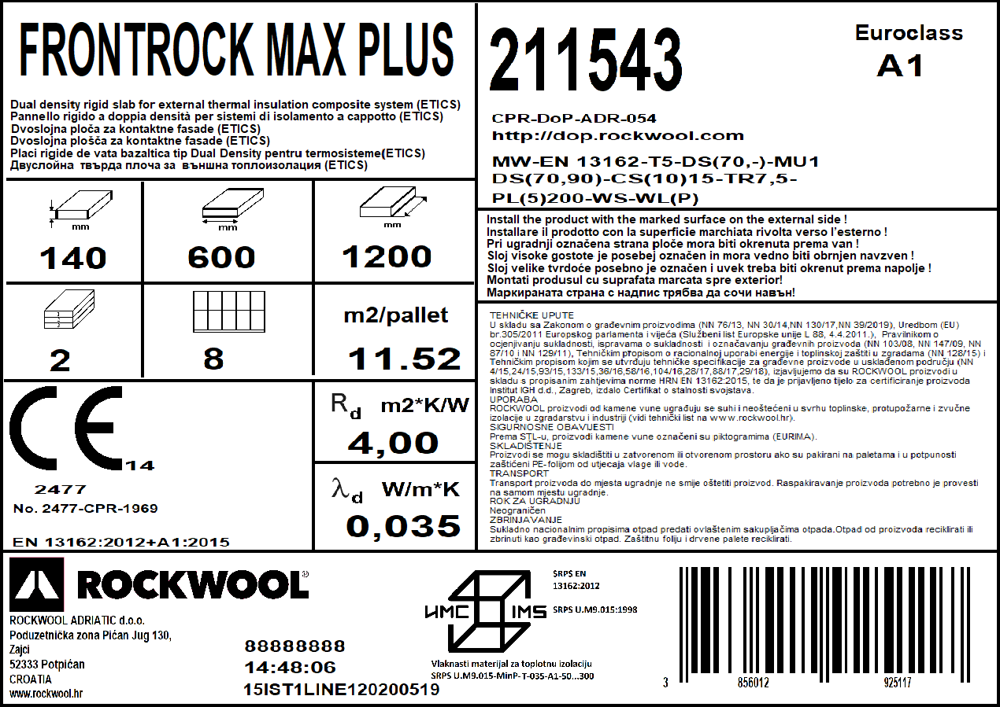 FRONTROCK MAX PLUS
Dual density rigid slab for external thermal insulation composite system (ETICS)
Pannello rigido a doppia densità per sistemi di isolamento a cappotto (ETICS)
Dvoslojna ploča za kontaktne fasade (ETICS)
Dvoslojna plošča za kontaktne fasade (ETICS)
Placi rigide de vata bazaltica tip Dual Density pentru termosisteme(ETICS)
Двуслойна твърда плоча за външна топлоизолация (ETICS)
211543
Euroclass
A1
CPR-DoP-ADR-054
http://dop.rockwool.com
MW-EN 13162-T5-DS(70,-)-MU1
DS(70,90)-CS(10)15-TR7,5-
PL(5)200-WS-WL(P)
mm
140
mm
600
mm
1200
1
2
3
2
8
m2/pallet
11.52
Install the product with the marked surface on the external side !
Installare il prodotto con la superficie marchiata rivolta verso l'esterno !
Pri ugradnji označena strana ploče mora biti okrenuta prema van !
Sloj visoke gostote je posebej označen in mora vedno biti obrnjen navzven !
Sloj velike tvrdoće posebno je označen i uvek treba biti okrenut prema napolje !
Montati produsul cu suprafata marcata spre exterior!
Маркираната страна с надпис трябва да сочи навън!
CE 14
2477
No. 2477-CPR-1969
EN 13162:2012+A1:2015
Rd m2*K/W
4,00
λd W/m*K
0,035
TEHNIČKE UPUTE
U skladu sa Zakonom o građevnim proizvodima (NN 76/13, NN 30/14,NN 130/17,NN 39/2019), Uredbom (EU)
br.305/2011 Europskog parlamenta i vijeća (Službeni list Europske unije L 88, 4.4.2011.), Pravilnikom o
ocjenjivanju sukladnosti, ispravama o sukladnosti i označavanju građevnih proizvoda (NN 103/08, NN 147/09, NN
87/10 i NN 129/11), Tehničkim propisom o racionalnoj uporabi energije i toplinskoj zaštiti u zgradama (NN 128/15) i
Tehničkim propisom kojim se utvrđuju tehničke specifikacije za građevne proizvode u usklađenom području (NN
4/15,24/15,93/15,133/15,36/16,58/16,104/16,28/17,88/17,29/18), izjavljujemo da su ROCKWOOL proizvodi u
skladu s propisanim zahtjevima norme HRN EN 13162:2015, te da je prijavljeno tijelo za certificiranje proizvoda
Institut IGH d.d., Zagreb, izdalo Certifikat o stalnosti svojstava.
UPORABA
ROCKWOOL proizvodi od kamene vune ugrađuju se suhi i neoštećeni u svrhu toplinske, protupožarne i zvučne
izolacije u zgradarstvu i industriji (vidi tehnički list na www.rockwool.hr).
SIGURNOSNE OBAVIJESTI
Prema STL-u, proizvodi kamene vune označeni su piktogramima (EURIMA).
SKLADIŠTENJE
Proizvodi se mogu skladištiti u zatvorenom ili otvorenom prostoru ako su pakirani na paletama i u potpunosti
zaštićeni PE-folijom od utjecaja vlage ili vode.
TRANSPORT
Transport proizvoda do mjesta ugradnje ne smije oštetiti proizvod. Raspakiravanje proizvoda potrebno je provesti
na samom mjestu ugradnje.
ROK ZA UGRADNJU
Neograničen
ZBRINJAVANJE
Sukladno nacionalnim propisima otpad predati ovlaštenim sakupljačima otpada.Otpad od proizvoda reciklirati ili
zbrinuti kao građevinski otpad. Zaštitnu foliju i drvene palete reciklirati.
ROCKWOOL®
ROCKWOOL ADRIATIC d.o.o.
Poduzetnička zona Pićan Jug 130,
Zajci
52333 Potpićan
CROATIA
www.rockwool.hr
88888888
14:48:06
15IST1LINE120200519
ИМС IMS
SRPS EN
13162:2012
SRPS U.M9.015:1998
Vlaknasti materijal za toplotnu izolaciju
SRPS U.M9.015-MinP-T-035-A1-50...300
3 856012 925117